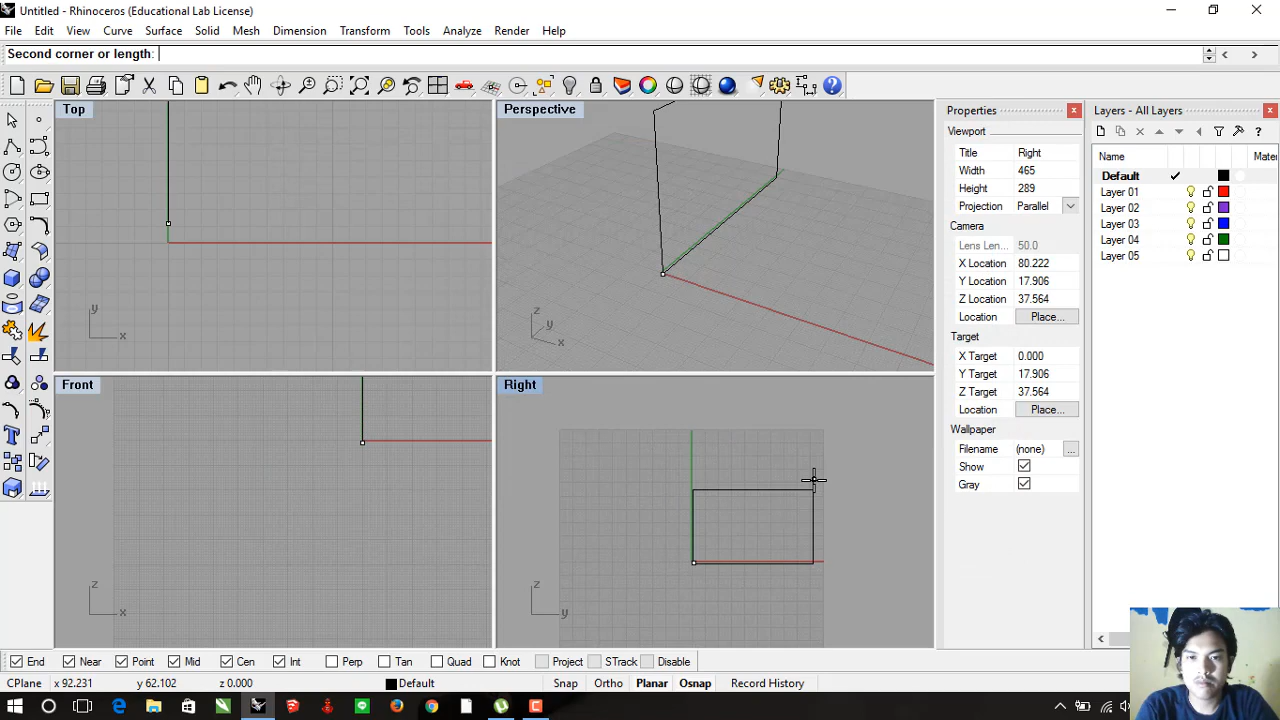 Untitled - Rhinoceros (Educational Lab License)
File Edit View Curve Surface Solid Mesh Dimension Transform Tools Analyze Render Help
Second corner or length:
Top
Perspective
Properties
Layers - All Layers
Viewport
Title Right
Width 465
Height 289
Projection Parallel
Camera
Lens Len... 50.0
X Location 80.222
Y Location 17.906
Z Location 37.564
Location Place...
Target
X Target 0.000
Y Target 17.906
Z Target 37.564
Location Place...
Wallpaper
Filename (none) ...
Show
Gray
Name Mater
Default
Layer 01
Layer 02
Layer 03
Layer 04
Layer 05
y
x
z
y
x
Front
Right
z
x
z
y
End Near Point Mid Cen Int Perp Tan Quad Knot Project STrack Disable
CPlane x 92.231 y 62.102 z 0.000 Default Snap Ortho Planar Osnap Record History